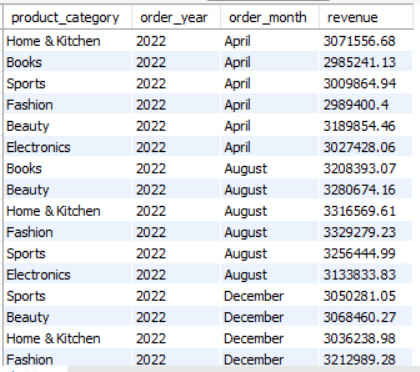 product_category order_year order_month revenue
Home & Kitchen 2022 April 3071556.68
Books 2022 April 2985241.13
Sports 2022 April 3009864.94
Fashion 2022 April 2989400.4
Beauty 2022 April 3189854.46
Electronics 2022 April 3027428.06
Books 2022 August 3208393.07
Beauty 2022 August 3280674.16
Home & Kitchen 2022 August 3316569.61
Fashion 2022 August 3329279.23
Sports 2022 August 3256444.99
Electronics 2022 August 3133833.83
Sports 2022 December 3050281.05
Beauty 2022 December 3068460.27
Home & Kitchen 2022 December 3036238.98
Fashion 2022 December 3212989.28